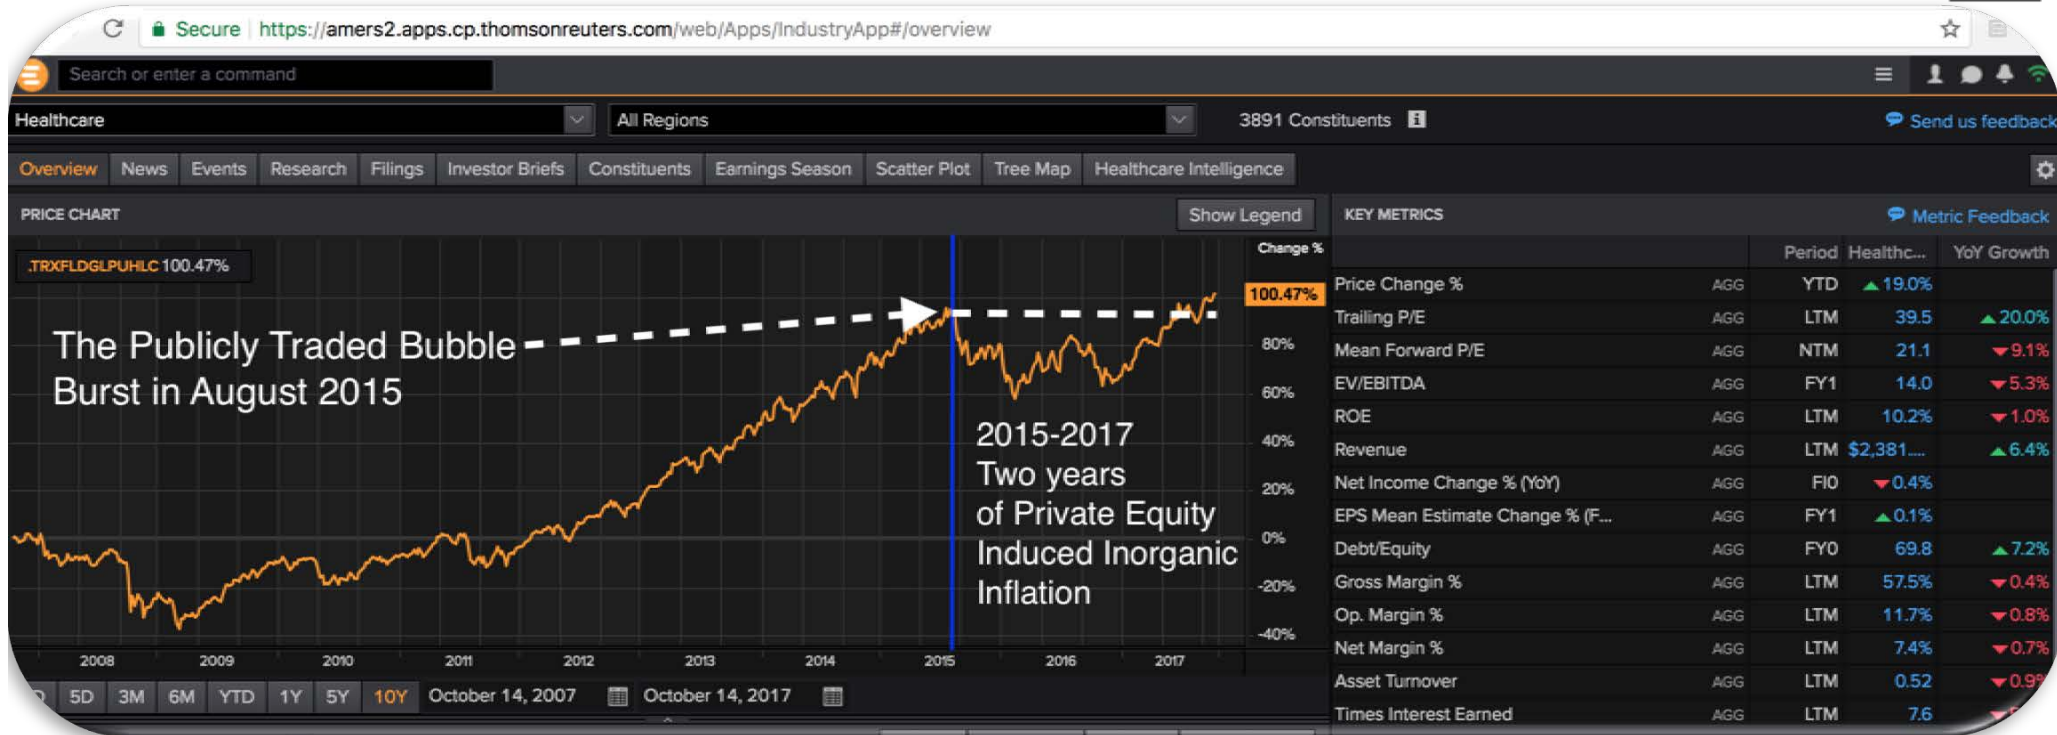 Secure https://amers2.apps.cp.thomsonreuters.com/web/Apps/IndustryApp#/overview
Search or enter a command
Healthcare All Regions 3891 Constituents Send us feedback
Overview News Events Research Filings Investor Briefs Constituents Earnings Season Scatter Plot Tree Map Healthcare Intelligence
PRICE CHART Show Legend
.TRXFLDGLPUHLC 100.47%
Change %
100.47%
80%
60%
40%
20%
0%
-20%
-40%
The Publicly Traded Bubble
Burst in August 2015
2015-2017
Two years
of Private Equity
Induced Inorganic
Inflation
2008 2009 2010 2011 2012 2013 2014 2015 2016 2017
5D 3M 6M YTD 1Y 5Y 10Y October 14, 2007 October 14, 2017
KEY METRICS Metric Feedback
Period Healthc... YoY Growth
Price Change % AGG YTD ▲19.0%
Trailing P/E AGG LTM 39.5 ▲20.0%
Mean Forward P/E AGG NTM 21.1 ▼9.1%
EV/EBITDA AGG FY1 14.0 ▼5.3%
ROE AGG LTM 10.2% ▼1.0%
Revenue AGG LTM $2,381.... ▲6.4%
Net Income Change % (YoY) AGG FI0 ▼0.4%
EPS Mean Estimate Change % (F... AGG FY1 ▲0.1%
Debt/Equity AGG FY0 69.8 ▲7.2%
Gross Margin % AGG LTM 57.5% ▼0.4%
Op. Margin % AGG LTM 11.7% ▼0.8%
Net Margin % AGG LTM 7.4% ▼0.7%
Asset Turnover AGG LTM 0.52 ▼0.9%
Times Interest Earned AGG LTM 7.6